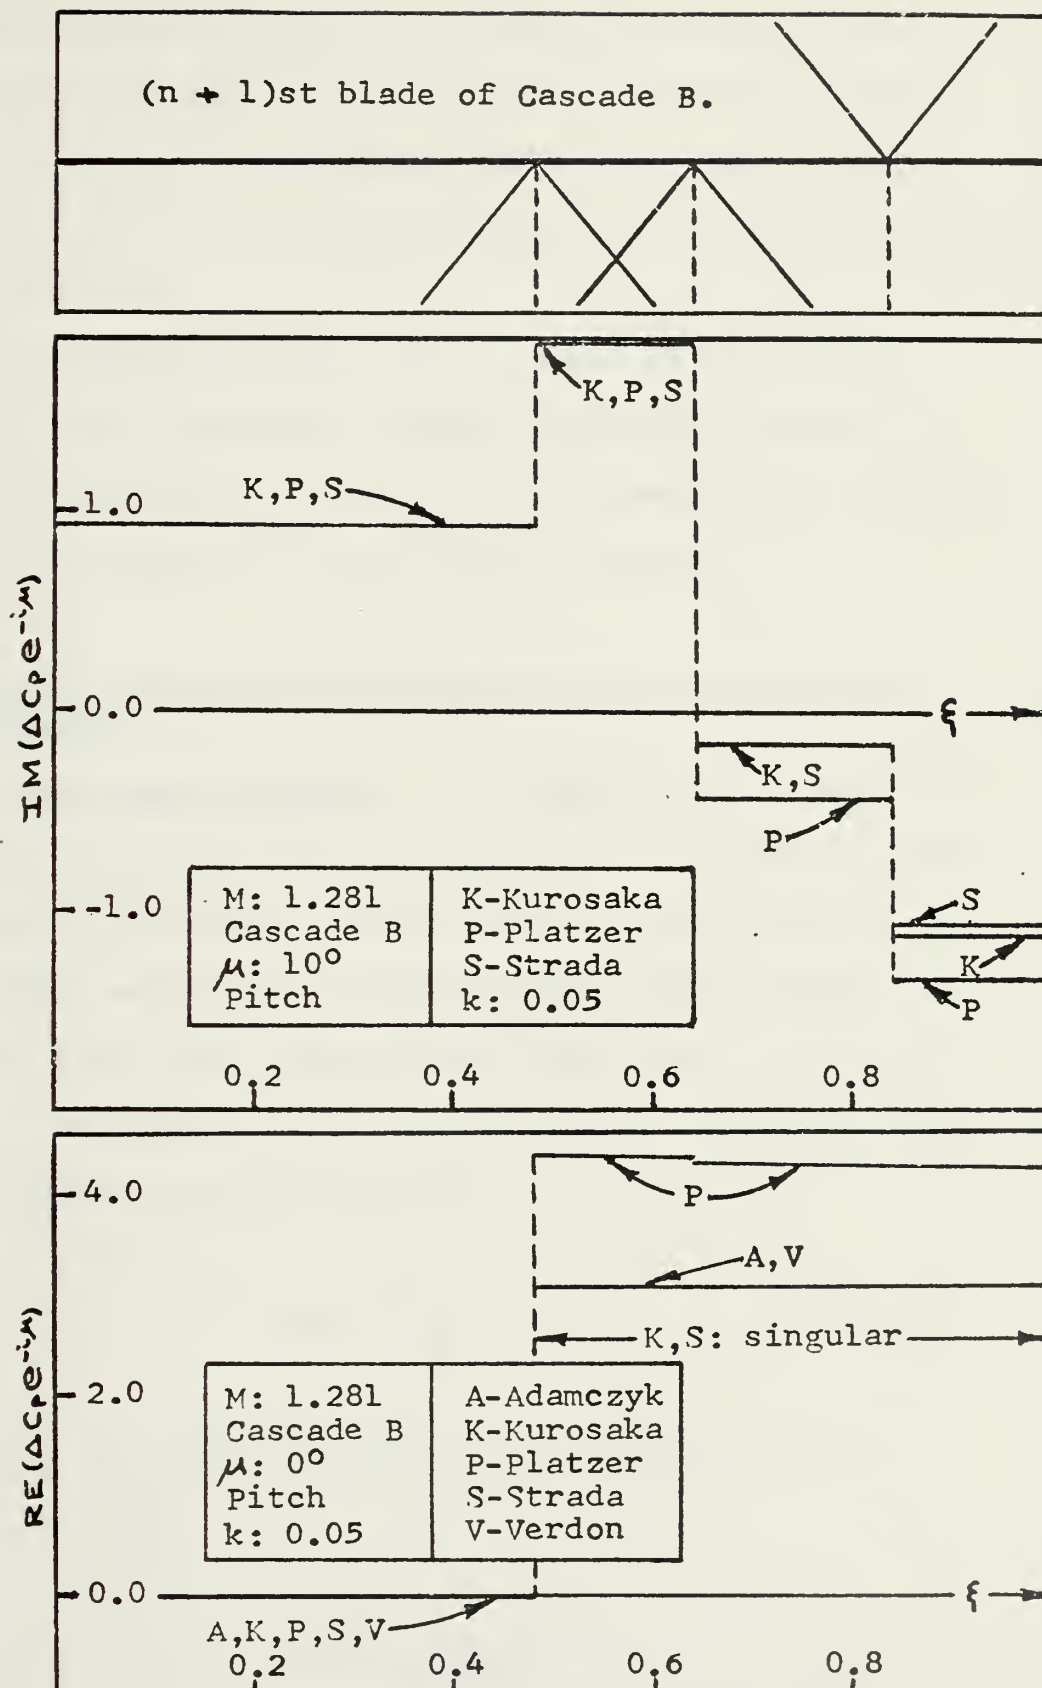 (n + 1)st blade of Cascade B.
K,P,S
K,P,S
1.0
IM(ΔCpe⁻ⁱᵘ)
0.0
ξ
K,S
P
-1.0
M: 1.281
Cascade B
μ: 10°
Pitch
K-Kurosaka
P-Platzer
S-Strada
k: 0.05
S
K
P
0.2 0.4 0.6 0.8
4.0
P
A,V
K,S: singular
RE(ΔCpe⁻ⁱᵘ)
2.0
M: 1.281
Cascade B
μ: 0°
Pitch
k: 0.05
A-Adamczyk
K-Kurosaka
P-Platzer
S-Strada
V-Verdon
0.0
ξ
A,K,P,S,V
0.2 0.4 0.6 0.8